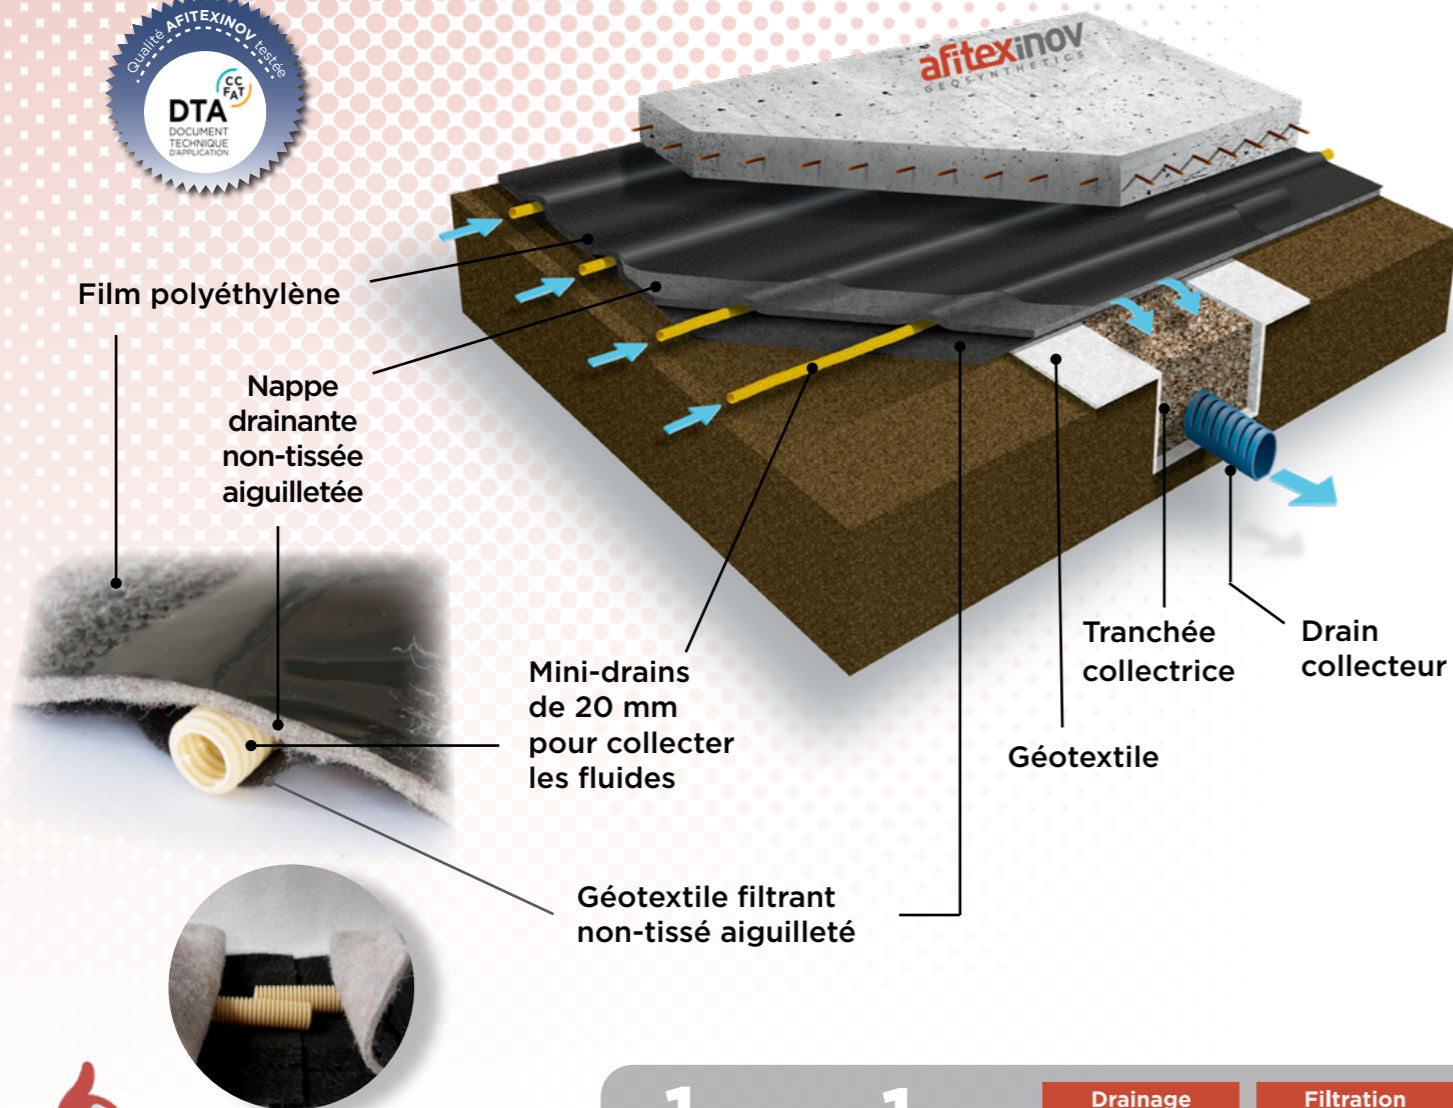 Qualité AFITEXINOV testée
CC
FAT
DTA
DOCUMENT
TECHNIQUE
D'APPLICATION
afitexinov
GEOSYNTHETICS
Film polyéthylène
Nappe
drainante
non-tissée
aiguilletée
Mini-drains
de 20 mm
pour collecter
les fluides
Tranchée
collectrice
Drain
collecteur
Géotextile
Géotextile filtrant
non-tissé aiguilleté
1
1
Drainage
Filtration